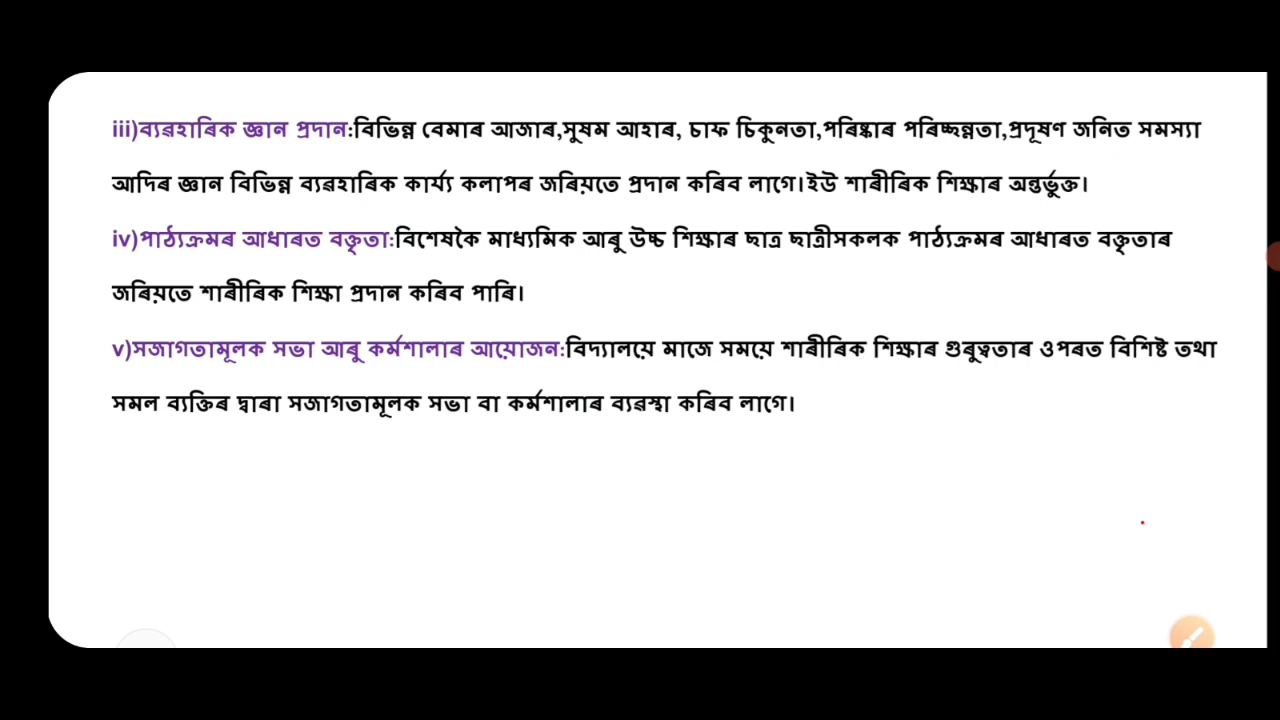 iii)ব্যৱহাৰিক জ্ঞান প্ৰদান:বিভিন্ন বেমাৰ আজাৰ,সুষম আহাৰ, চাফ চিকুনতা,পৰিষ্কাৰ পৰিচ্ছন্নতা,প্ৰদূষণ জনিত সমস্যা
আদিৰ জ্ঞান বিভিন্ন ব্যৱহাৰিক কাৰ্য্য কলাপৰ জৰিয়তে প্ৰদান কৰিব লাগে।ইউ শাৰীৰিক শিক্ষাৰ অন্তৰ্ভুক্ত।
iv)পাঠ্যক্ৰমৰ আধাৰত বক্তৃতা:বিশেষকৈ মাধ্যমিক আৰু উচ্চ শিক্ষাৰ ছাত্ৰ ছাত্ৰীসকলক পাঠ্যক্ৰমৰ আধাৰত বক্তৃতাৰ
জৰিয়তে শাৰীৰিক শিক্ষা প্ৰদান কৰিব পাৰি।
v)সজাগতামূলক সভা আৰু কৰ্মশালাৰ আয়োজন:বিদ্যালয়ে মাজে সময়ে শাৰীৰিক শিক্ষাৰ গুৰুত্বতাৰ ওপৰত বিশিষ্ট তথা
সমল ব্যক্তিৰ দ্বাৰা সজাগতামূলক সভা বা কৰ্মশালাৰ ব্যৱস্থা কৰিব লাগে।